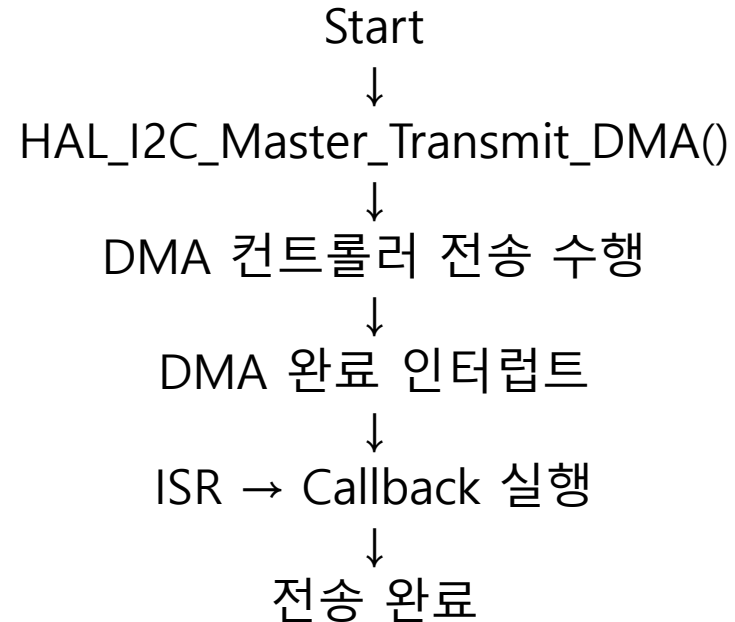 Start
↓
HAL_I2C_Master_Transmit_DMA()
↓
DMA 컨트롤러 전송 수행
↓
DMA 완료 인터럽트
↓
ISR → Callback 실행
↓
전송 완료